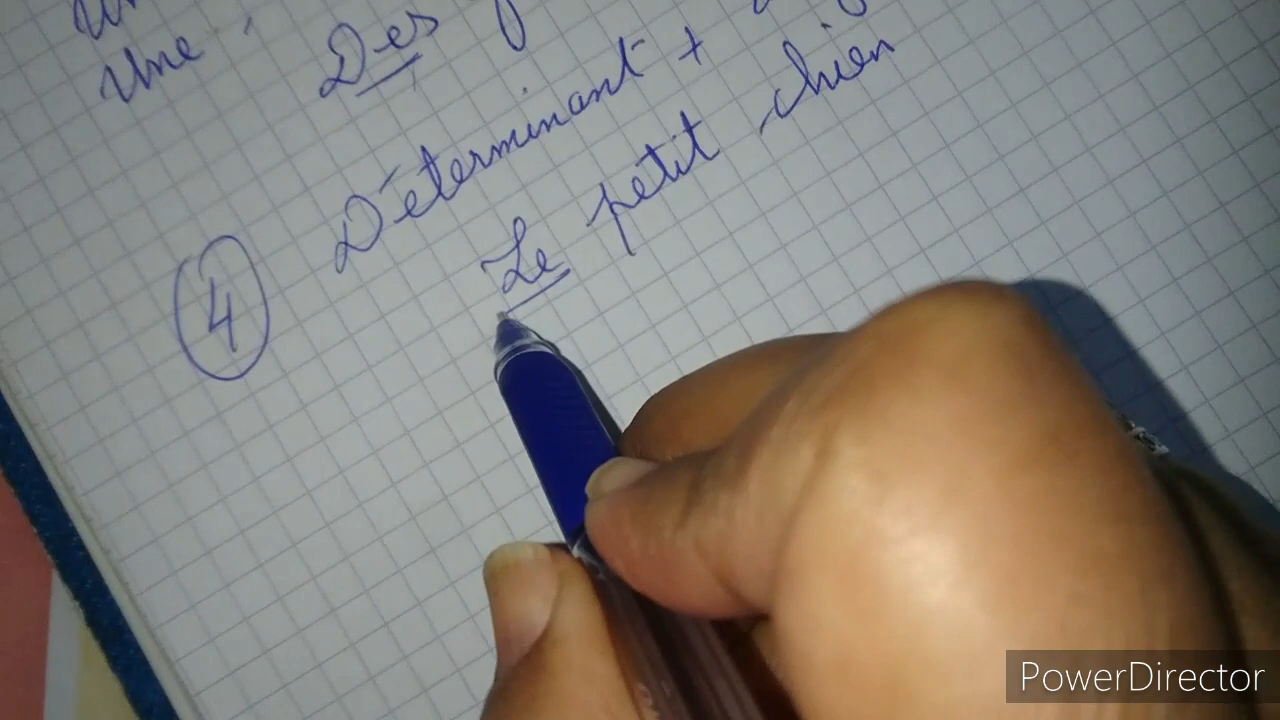 Une :
Des
④ Déterminant +
Le petit chien
PowerDirector